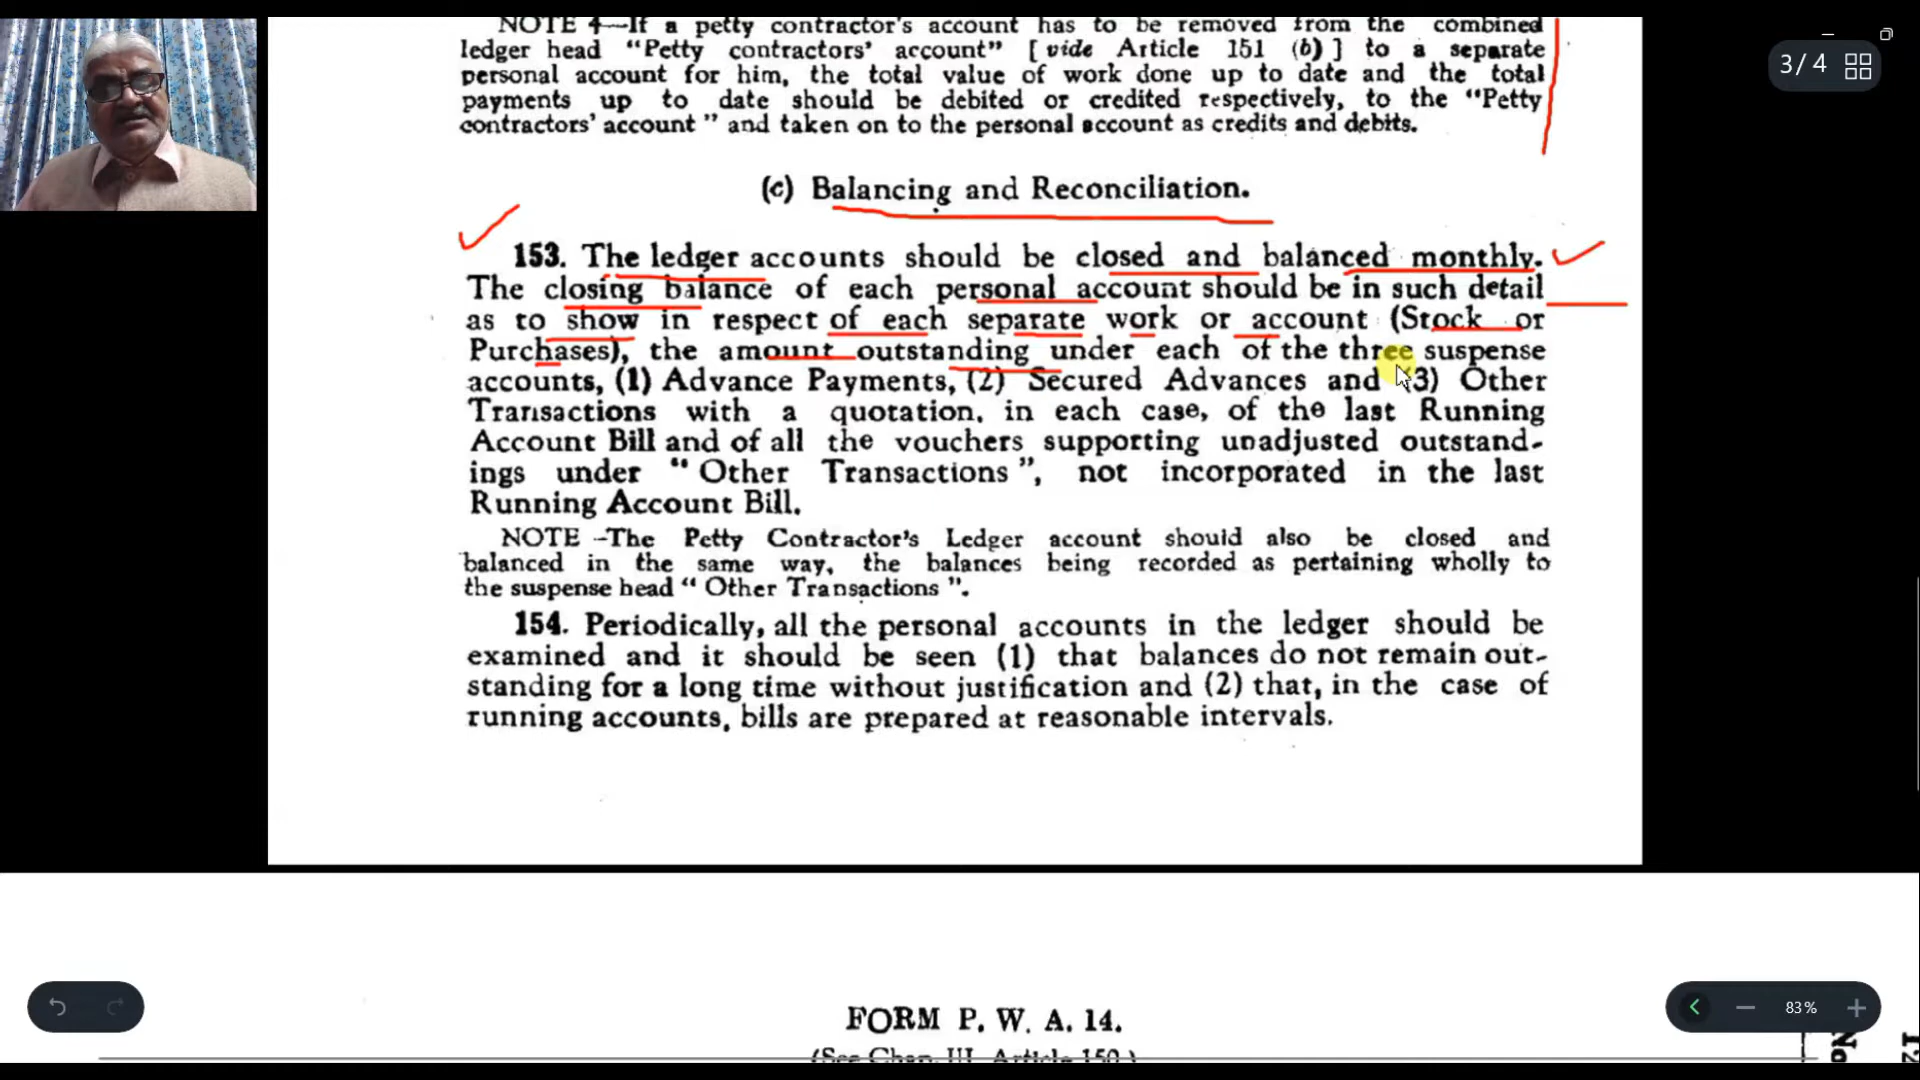 NOTE 4—If a petty contractor's account has to be removed from the combined
ledger head “Petty contractors' account” [ vide Article 151 (b) ] to a separate
personal account for him, the total value of work done up to date and the total
payments up to date should be debited or credited respectively, to the “Petty
contractors' account ” and taken on to the personal account as credits and debits.
3/ 4
(c) Balancing and Reconciliation.
153. The ledger accounts should be closed and balanced monthly.
The closing balance of each personal account should be in such detail
as to show in respect of each separate work or account (Stock or
Purchases), the amount outstanding under each of the three suspense
accounts, (1) Advance Payments, (2) Secured Advances and (3) Other
Transactions with a quotation, in each case, of the last Running
Account Bill and of all the vouchers supporting unadjusted outstand-
ings under “ Other Transactions ”, not incorporated in the last
Running Account Bill.
NOTE -The Petty Contractor's Ledger account should also be closed and
balanced in the same way, the balances being recorded as pertaining wholly to
the suspense head “ Other Transactions ”.
154. Periodically, all the personal accounts in the ledger should be
examined and it should be seen (1) that balances do not remain out-
standing for a long time without justification and (2) that, in the case of
running accounts, bills are prepared at reasonable intervals.
FORM P. W. A. 14.
(See Chap. III, Article 150.)
83%
No
12